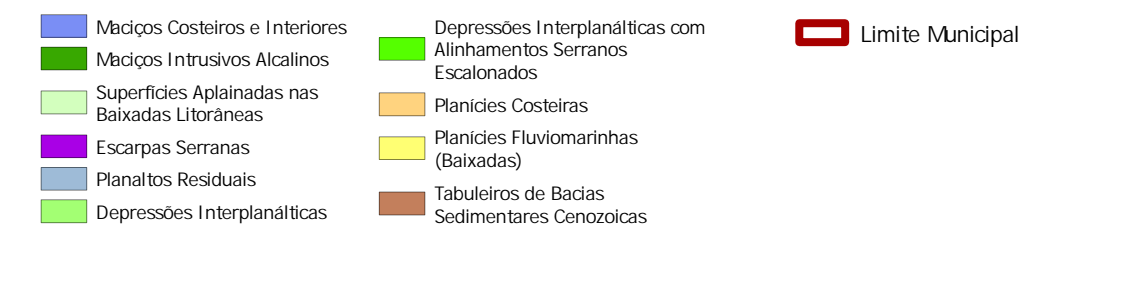 Maciços Costeiros e Interiores
Maciços Intrusivos Alcalinos
Superfícies Aplainadas nas
Baixadas Litorâneas
Escarpas Serranas
Planaltos Residuais
Depressões Interplanálticas
Depressões Interplanálticas com
Alinhamentos Serranos
Escalonados
Planícies Costeiras
Planícies Fluviomarinhas
(Baixadas)
Tabuleiros de Bacias
Sedimentares Cenozoicas
Limite Municipal